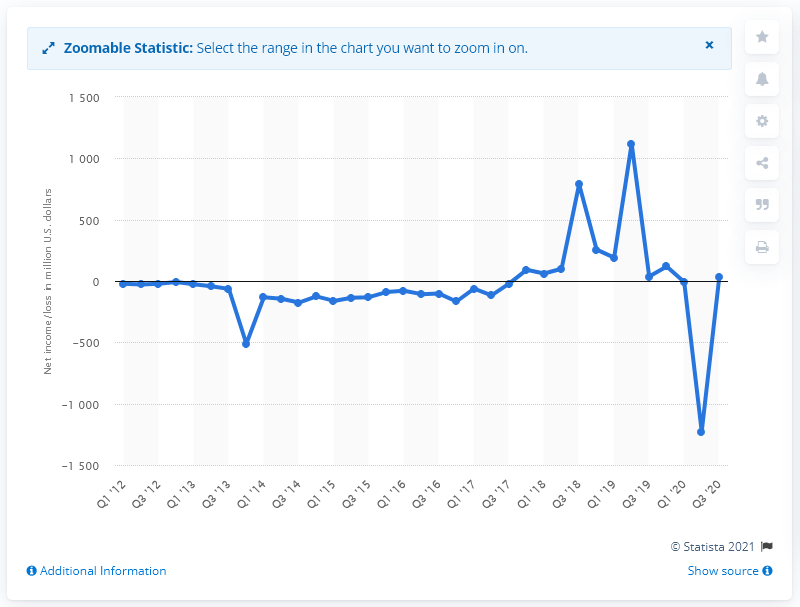 Zoomable Statistic: Select the range in the chart you want to zoom in on.
×
1 500
1 000
500
0
−500
−1 000
−1 500
Net income/loss in million U.S. dollars
Q1 '12
Q3 '12
Q1 '13
Q3 '13
Q1 '14
Q3 '14
Q1 '15
Q3 '15
Q1 '16
Q3 '16
Q1 '17
Q3 '17
Q1 '18
Q3 '18
Q1 '19
Q3 '19
Q1 '20
Q3 '20
© Statista 2021
Additional Information
Show source